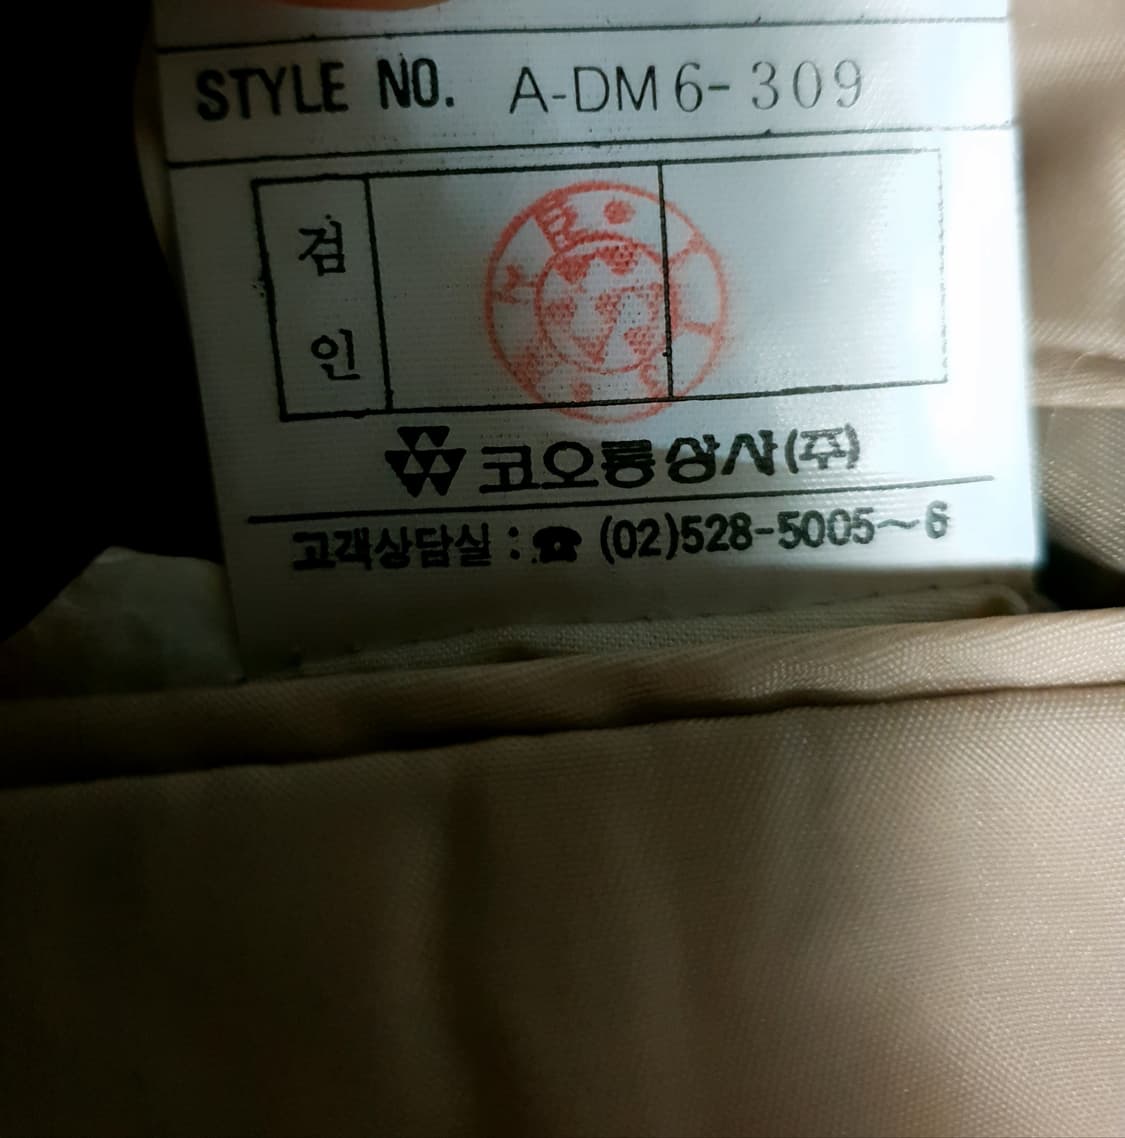 STYLE NO. A-DM6-309
검
인
코오롱상사(주)
고객상담실 : ☎ (02)528-5005~6